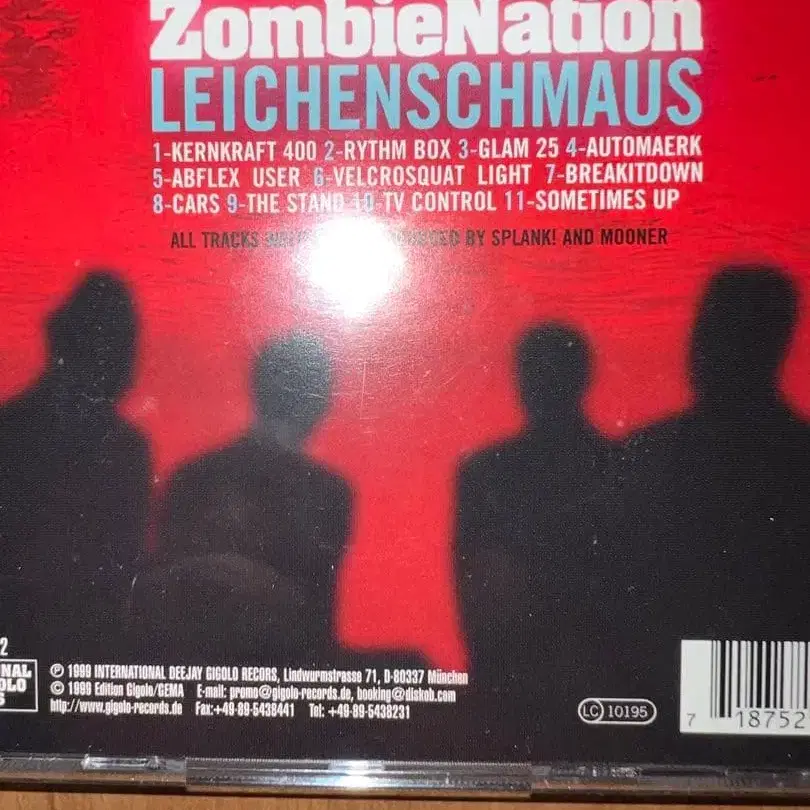 ZombieNation
LEICHENSCHMAUS
1-KERNKRAFT 400 2-RYTHM BOX 3-GLAM 25 4-AUTOMAERK
5-ABFLEX USER 6-VELCROSQUAT LIGHT 7-BREAKITDOWN
8-CARS 9-THE STAND 10-TV CONTROL 11-SOMETIMES UP
ALL TRACKS BY SPLANK! AND MOONER
2
℗ 1999 INTERNATIONAL DEEJAY GIGOLO RECORS, Lindwurmstrasse 71, D-80337 München
© 1999 Edition Gigolo/GEMA E-mail: promo@gigolo-records.de, booking@diskob.com
http://www.gigolo-records.de Fax:+49-89-5438441 Tel: +49-89-5438231
LC 10195
7 18752